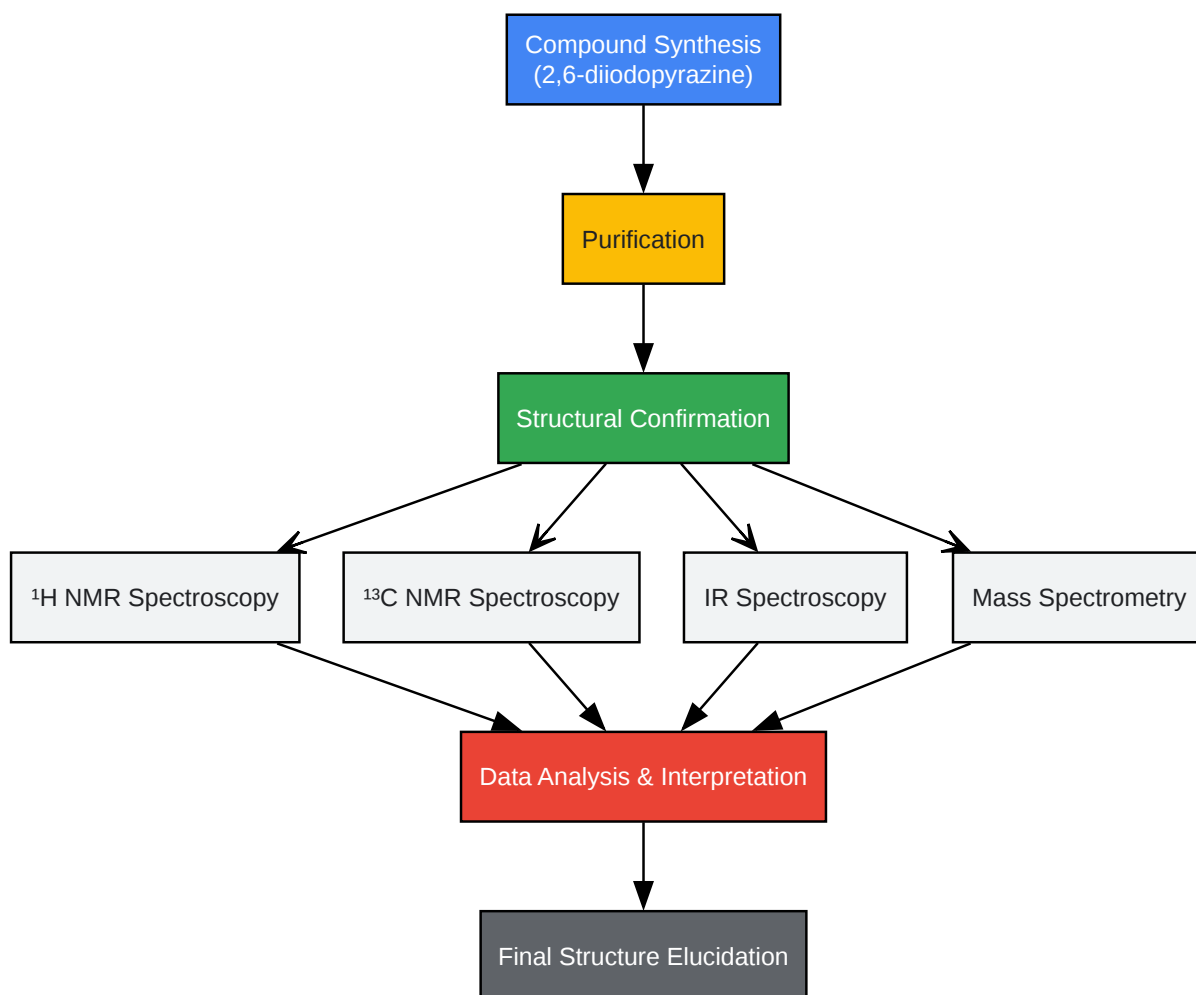 Compound Synthesis
(2,6-diiodopyrazine)
Purification
Structural Confirmation
¹H NMR Spectroscopy
¹³C NMR Spectroscopy
IR Spectroscopy
Mass Spectrometry
Data Analysis & Interpretation
Final Structure Elucidation